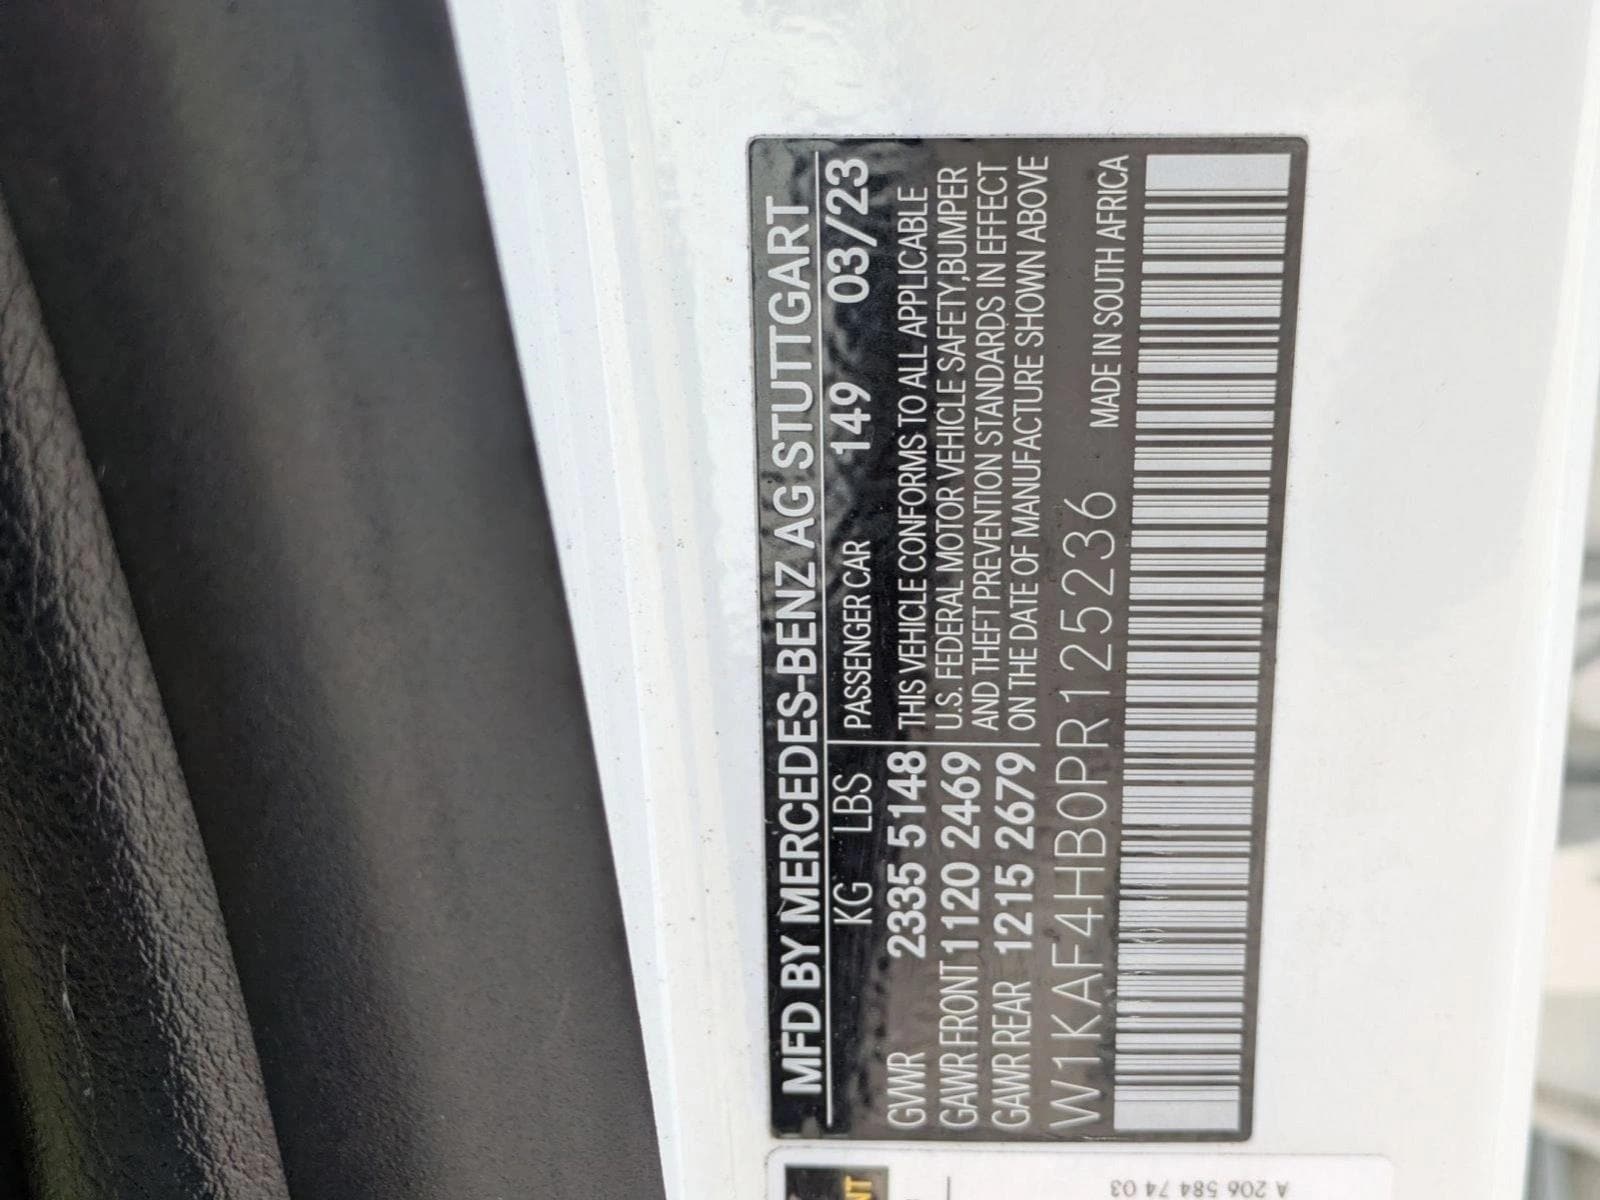 MFD BY MERCEDES-BENZ AG STUTTGART
KG LBS PASSENGER CAR 149 03/23
GVWR 2335 5148 THIS VEHICLE CONFORMS TO ALL APPLICABLE
GAWR FRONT 1120 2469 U.S. FEDERAL MOTOR VEHICLE SAFETY,BUMPER
GAWR REAR 1215 2679 AND THEFT PREVENTION STANDARDS IN EFFECT
ON THE DATE OF MANUFACTURE SHOWN ABOVE
W1KAF4HB0PR125236 MADE IN SOUTH AFRICA
A 206 584 74 03